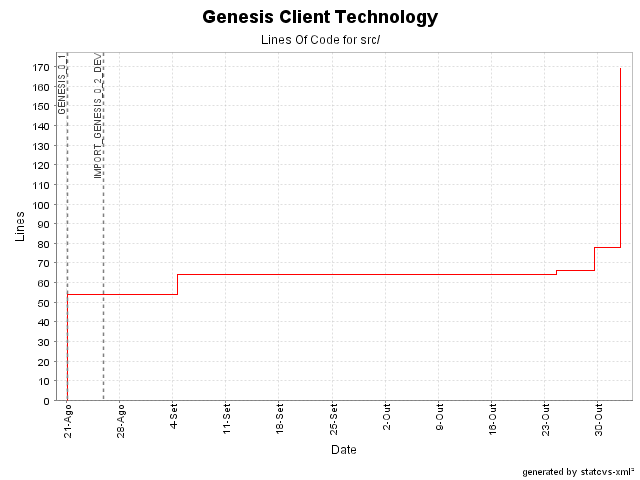 Genesis Client Technology
Lines Of Code for src/
GENESIS_0_1
IMPORT_GENESIS_0_2_DEV
Lines
170
160
150
140
130
120
110
100
90
80
70
60
50
40
30
20
10
0
21-Ago
28-Ago
4-Set
11-Set
18-Set
25-Set
2-Out
9-Out
16-Out
23-Out
30-Out
Date
generated by statcvs-xml²